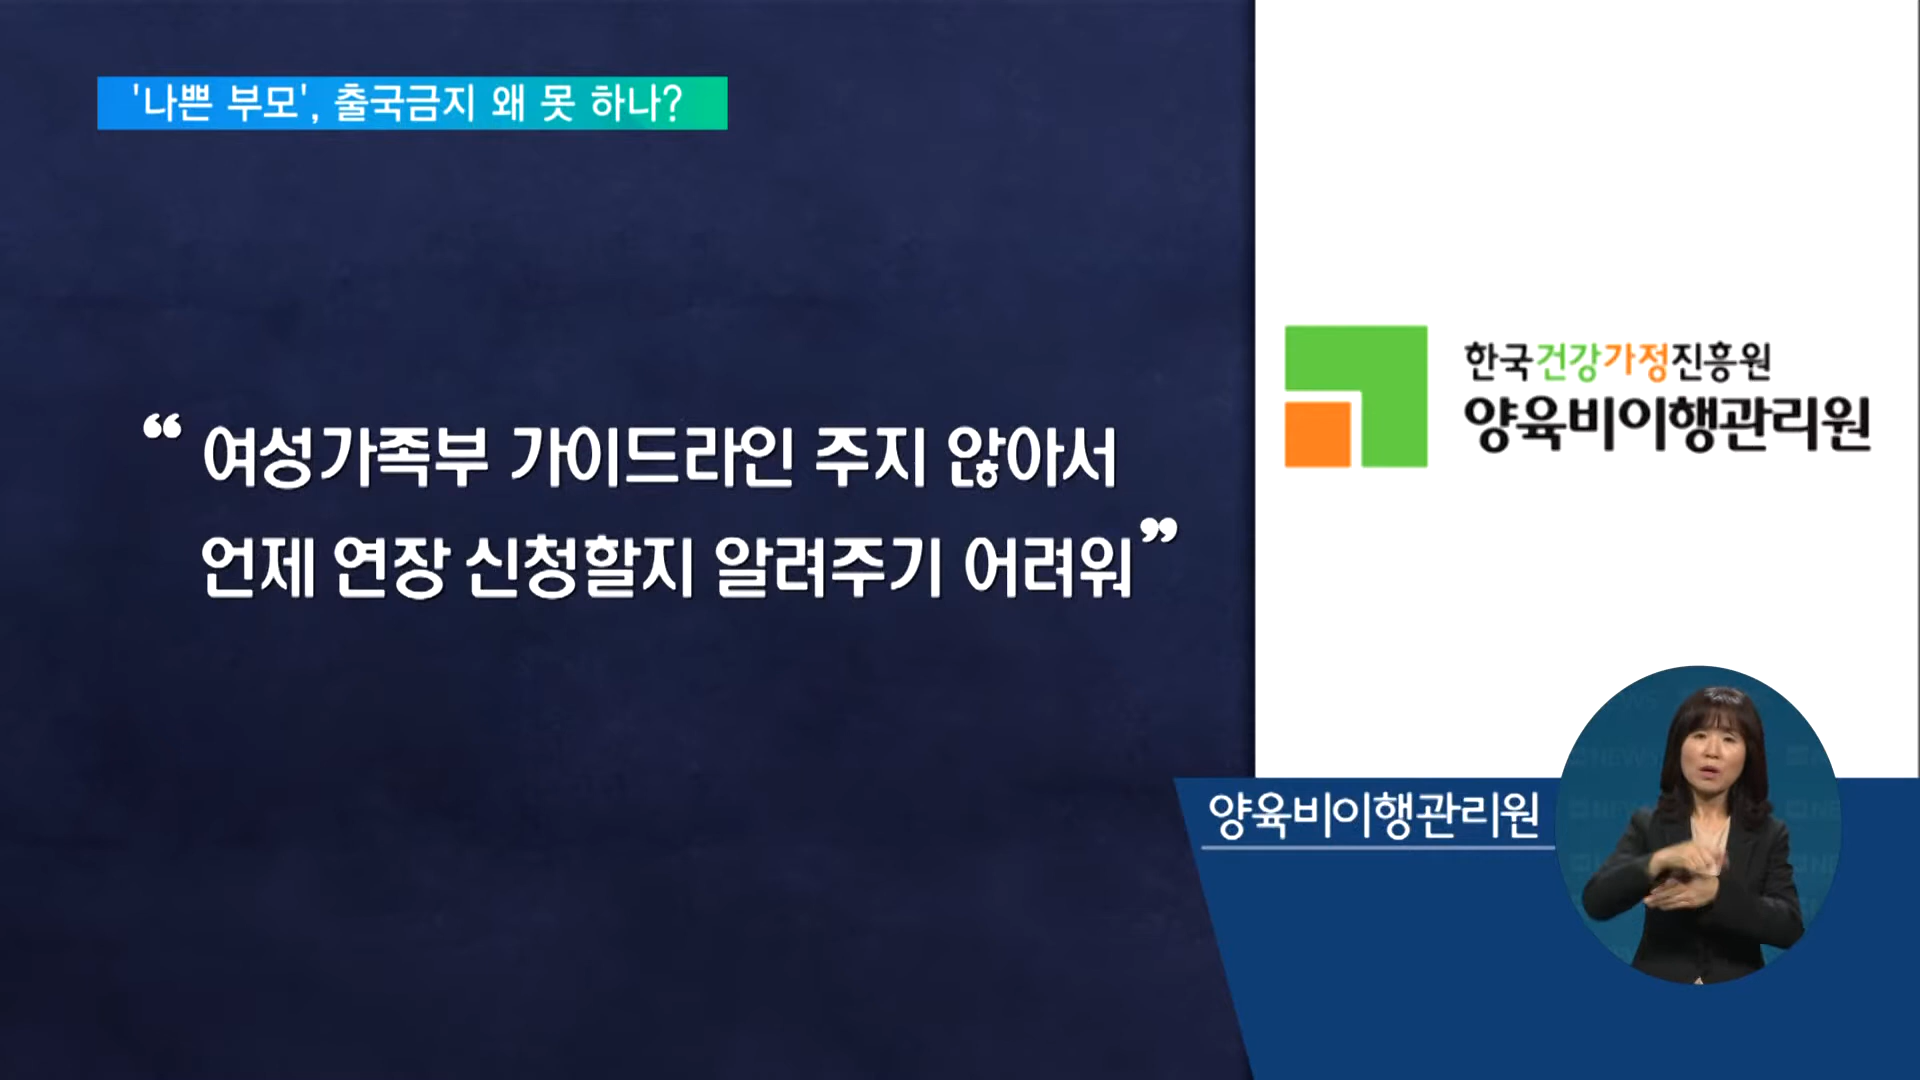 '나쁜 부모', 출국금지 왜 못 하나?
“ 여성가족부 가이드라인 주지 않아서
언제 연장 신청할지 알려주기 어려워 ”
한국건강가정진흥원
양육비이행관리원
양육비이행관리원